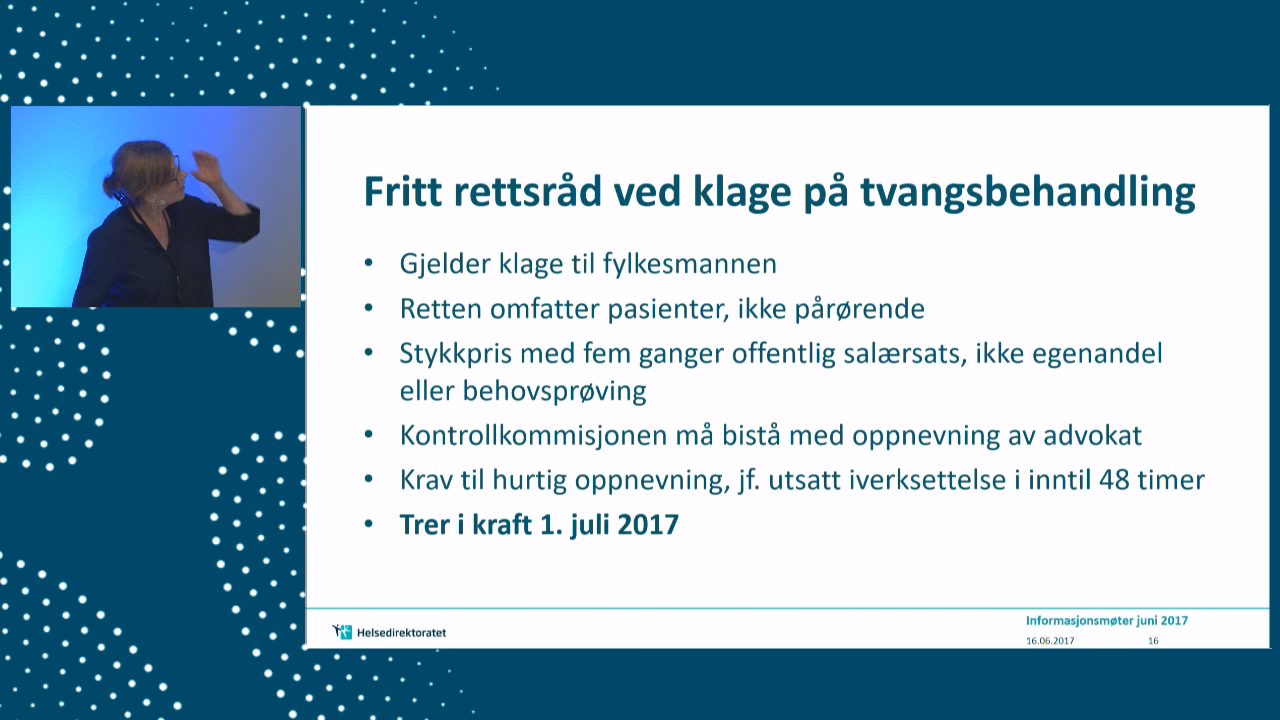 Fritt rettsråd ved klage på tvangsbehandling
• Gjelder klage til fylkesmannen
• Retten omfatter pasienter, ikke pårørende
• Stykkpris med fem ganger offentlig salærsats, ikke egenandel
eller behovsprøving
• Kontrollkommisjonen må bistå med oppnevning av advokat
• Krav til hurtig oppnevning, jf. utsatt iverksettelse i inntil 48 timer
• Trer i kraft 1. juli 2017
Helsedirektoratet
Informasjonsmøter juni 2017
16.06.2017 16